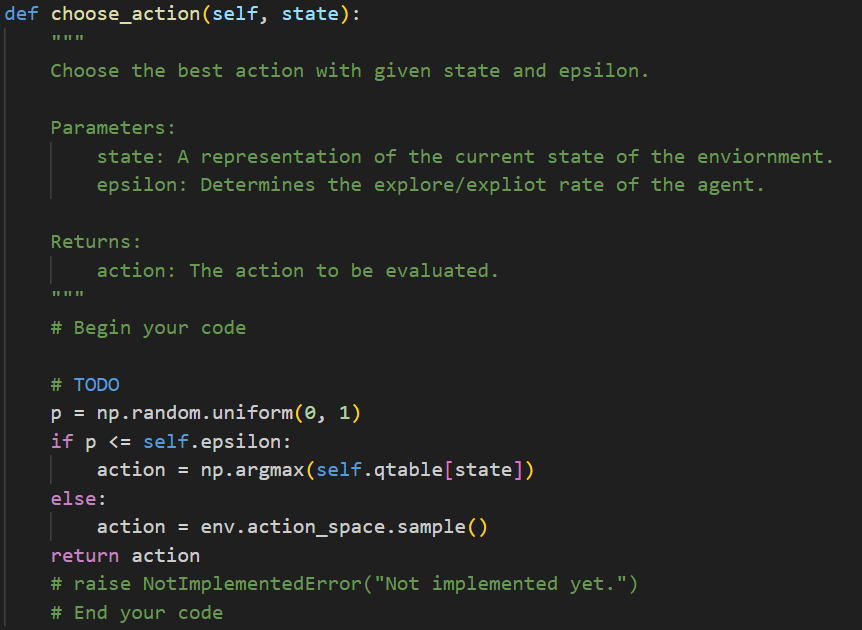 def choose_action(self, state):
    """
    Choose the best action with given state and epsilon.

    Parameters:
        state: A representation of the current state of the enviornment.
        epsilon: Determines the explore/expliot rate of the agent.

    Returns:
        action: The action to be evaluated.
    """
    # Begin your code

    # TODO
    p = np.random.uniform(0, 1)
    if p <= self.epsilon:
        action = np.argmax(self.qtable[state])
    else:
        action = env.action_space.sample()
    return action
    # raise NotImplementedError("Not implemented yet.")
    # End your code